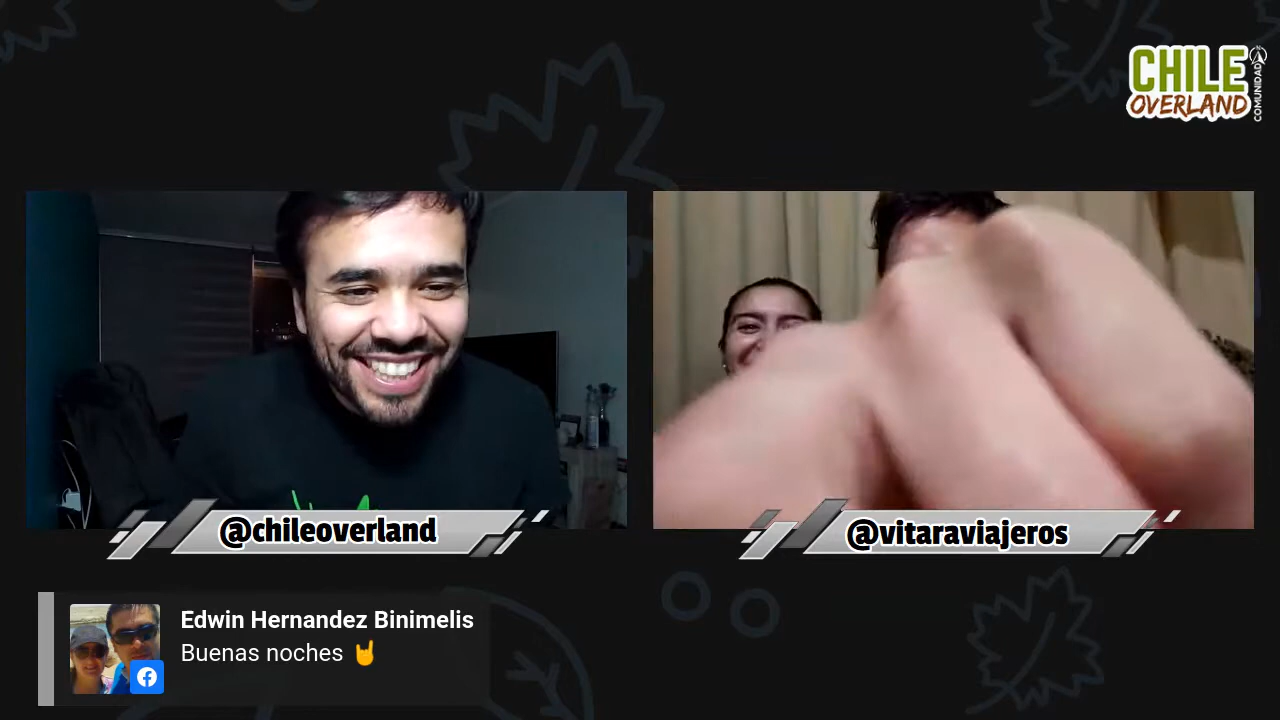 CHILE
OVERLAND
COMUNIDAD
@chileoverland
@vitaraviajeros
Edwin Hernandez Binimelis
Buenas noches 🤘